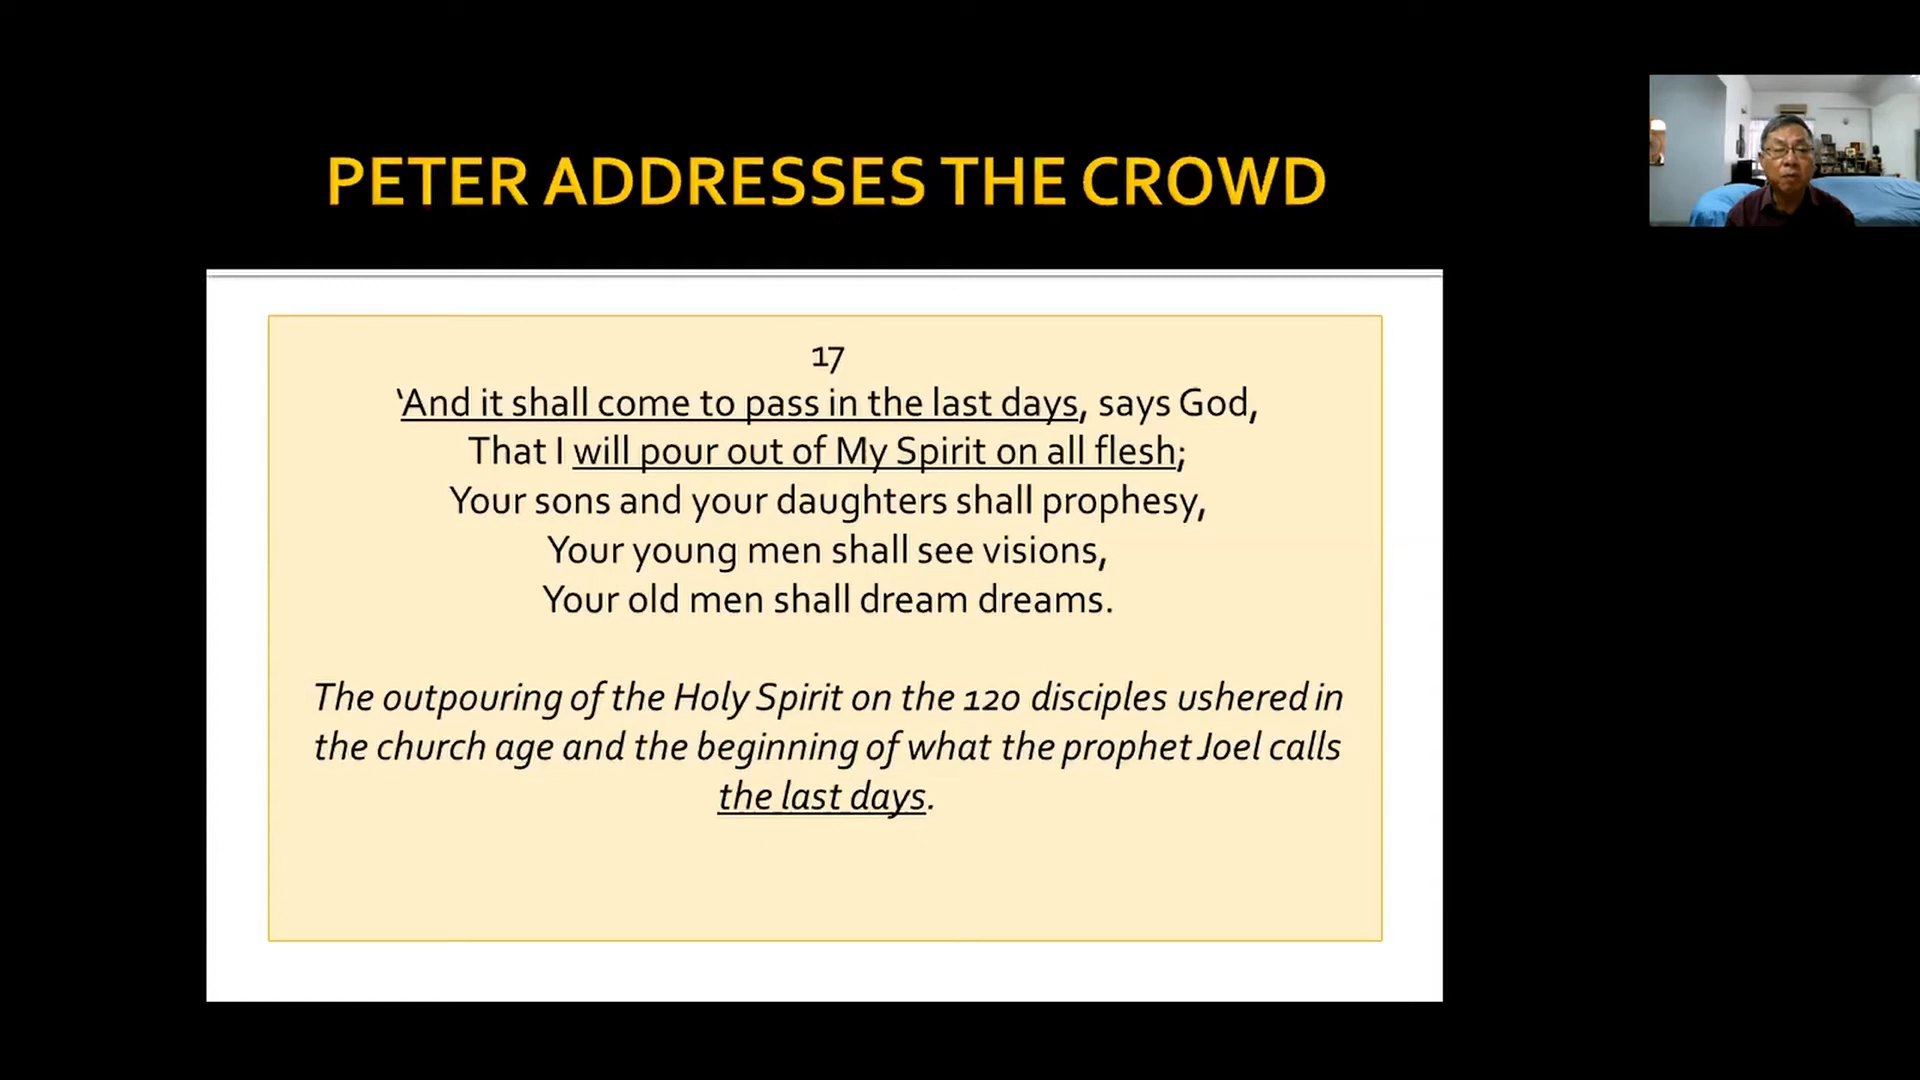 PETER ADDRESSES THE CROWD
17
‘And it shall come to pass in the last days, says God,
That I will pour out of My Spirit on all flesh;
Your sons and your daughters shall prophesy,
Your young men shall see visions,
Your old men shall dream dreams.
The outpouring of the Holy Spirit on the 120 disciples ushered in
the church age and the beginning of what the prophet Joel calls
the last days.